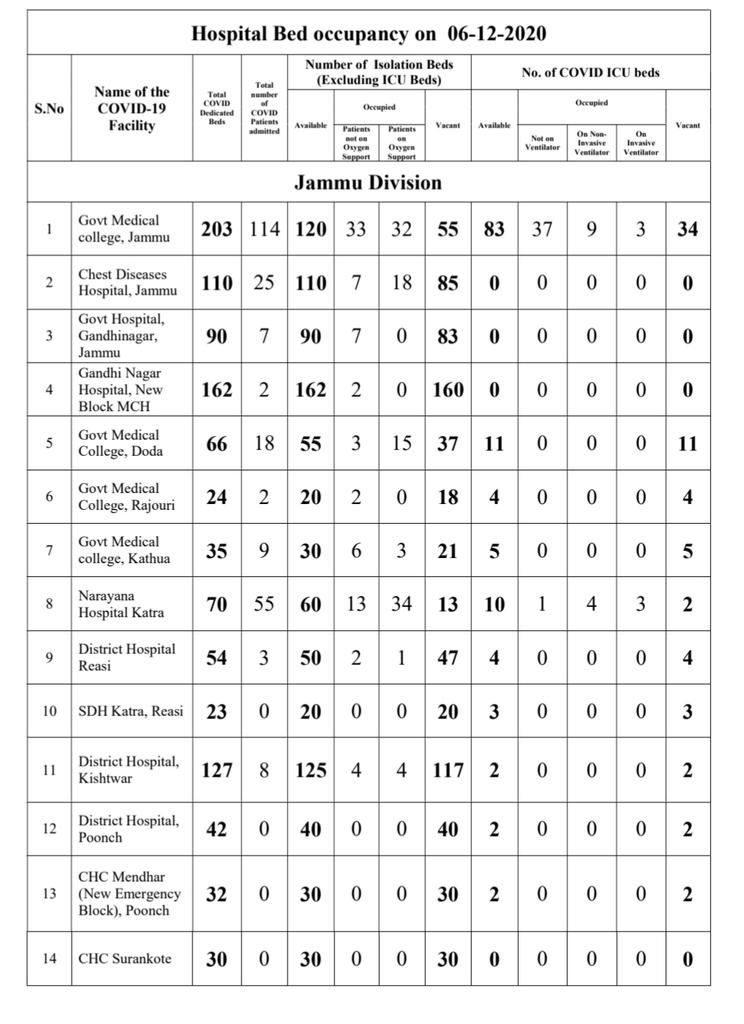 Hospital Bed occupancy on 06-12-2020
S.No
Name of the
COVID-19
Facility
Total
COVID
Dedicated
Beds
Total
number
of
COVID
Patients
admitted
Number of Isolation Beds
(Excluding ICU Beds)
No. of COVID ICU beds
Available
Occupied
Patients
not on
Oxygen
Support
Patients
on
Oxygen
Support
Vacant
Available
Occupied
Not on
Ventilator
On Non-
Invasive
Ventilator
On
Invasive
Ventilator
Vacant
Jammu Division
1 Govt Medical
college, Jammu 203 114 120 33 32 55 83 37 9 3 34
2 Chest Diseases
Hospital, Jammu 110 25 110 7 18 85 0 0 0 0 0
3 Govt Hospital,
Gandhinagar,
Jammu 90 7 90 7 0 83 0 0 0 0 0
4 Gandhi Nagar
Hospital, New
Block MCH 162 2 162 2 0 160 0 0 0 0 0
5 Govt Medical
College, Doda 66 18 55 3 15 37 11 0 0 0 11
6 Govt Medical
College, Rajouri 24 2 20 2 0 18 4 0 0 0 4
7 Govt Medical
college, Kathua 35 9 30 6 3 21 5 0 0 0 5
8 Narayana
Hospital Katra 70 55 60 13 34 13 10 1 4 3 2
9 District Hospital
Reasi 54 3 50 2 1 47 4 0 0 0 4
10 SDH Katra, Reasi 23 0 20 0 0 20 3 0 0 0 3
11 District Hospital,
Kishtwar 127 8 125 4 4 117 2 0 0 0 2
12 District Hospital,
Poonch 42 0 40 0 0 40 2 0 0 0 2
13 CHC Mendhar
(New Emergency
Block), Poonch 32 0 30 0 0 30 2 0 0 0 2
14 CHC Surankote 30 0 30 0 0 30 0 0 0 0 0